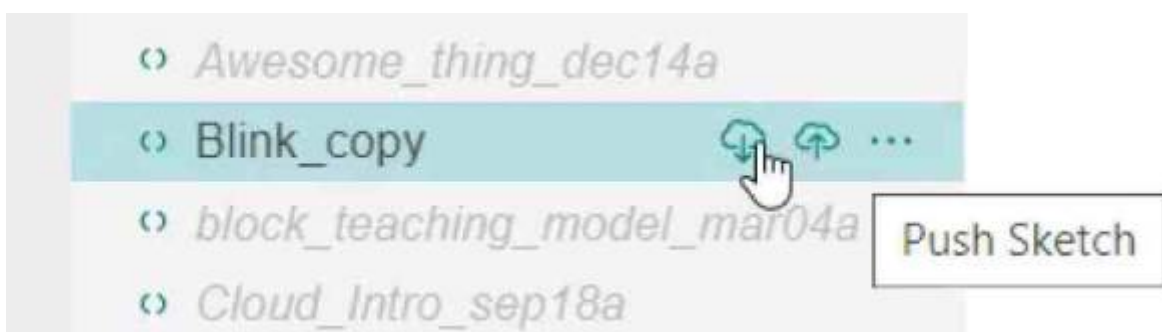 Awesome_thing_dec14a
Blink_copy
block_teaching_model_mar04a
Push Sketch
Cloud_Intro_sep18a